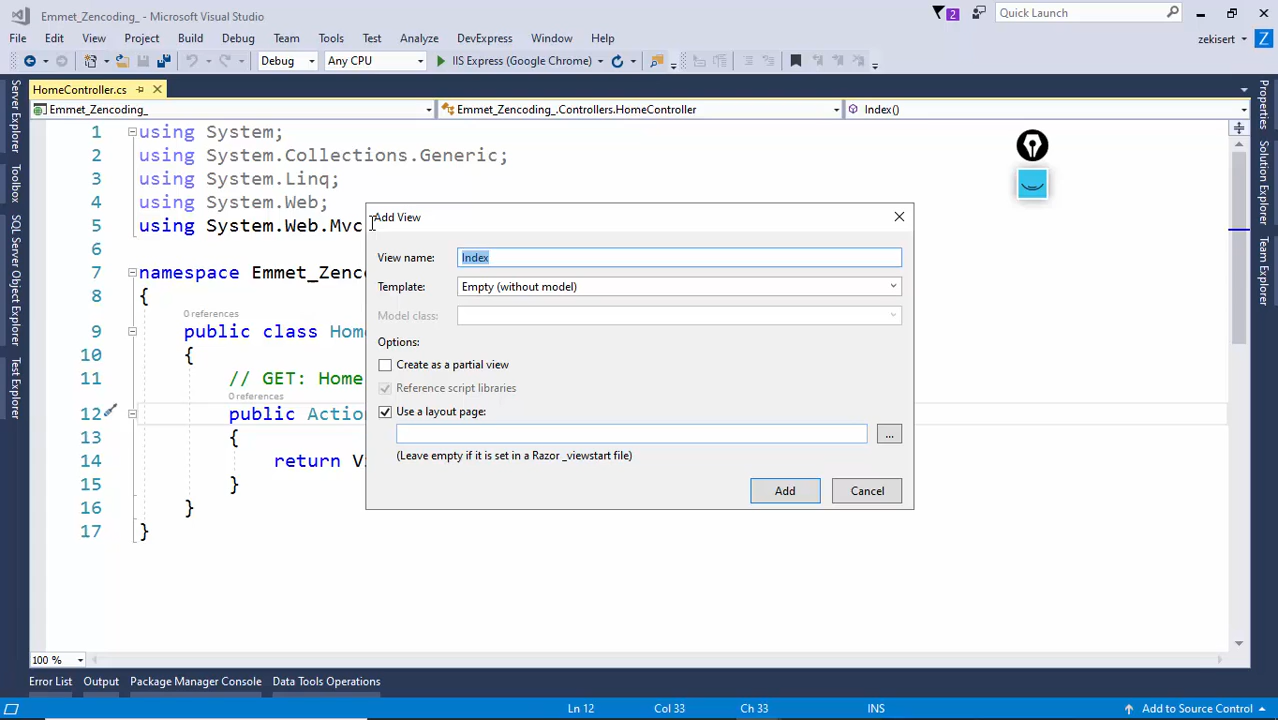 Emmet_Zencoding_ - Microsoft Visual Studio
2
Quick Launch
File Edit View Project Build Debug Team Tools Test Analyze DevExpress Window Help
zekisert Z
Debug Any CPU IIS Express (Google Chrome)
HomeController.cs
Emmet_Zencoding_ Emmet_Zencoding_.Controllers.HomeController Index()
Server Explorer
Toolbox
SQL Server Object Explorer
Test Explorer
1 using System;
2 using System.Collections.Generic;
3 using System.Linq;
4 using System.Web;
5 using System.Web.Mvc
6
7 namespace Emmet_Zenco
8 {
0 references
9 public class Hom
10 {
11 // GET: Home
0 references
12 public Actio
13 {
14 return V
15 }
16 }
17 }
Add View
View name: Index
Template: Empty (without model)
Model class:
Options:
Create as a partial view
Reference script libraries
Use a layout page:
...
(Leave empty if it is set in a Razor _viewstart file)
Add Cancel
Properties
Solution Explorer
Team Explorer
100 %
Error List Output Package Manager Console Data Tools Operations
Ln 12 Col 33 Ch 33 INS Add to Source Control